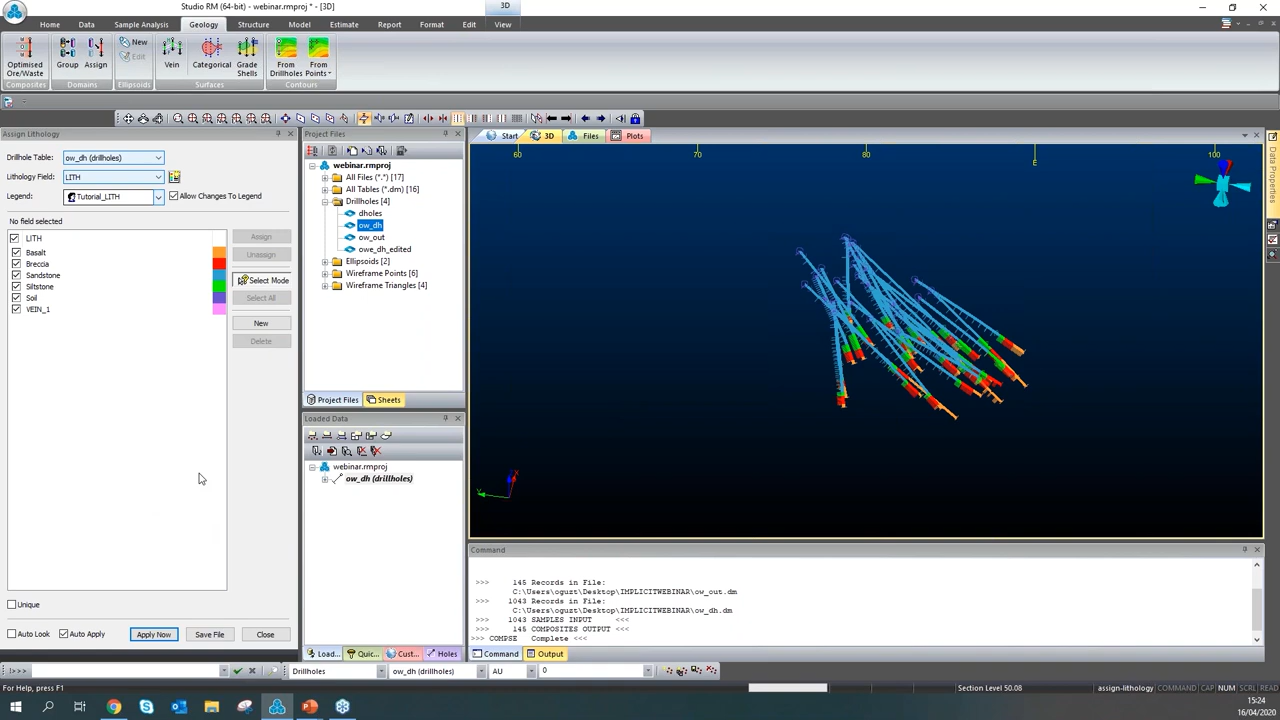 Studio RM (64-bit) - webinar.rmproj * - [3D]
3D
Home Data Sample Analysis Geology Structure Model Estimate Report Format Edit View
Optimised Ore/Waste
Group Assign
New
Edit
Vein Categorical Grade Shells
From Drillholes From Points
Composites Domains Ellipsoids Surfaces Contours
Assign Lithology
Drillhole Table: ow_dh (drillholes)
Lithology Field: LITH
Legend: Tutorial_LITH Allow Changes To Legend
No field selected
LITH
Basalt
Breccia
Sandstone
Siltstone
Soil
VEIN_1
Assign
Unassign
Select Mode
Select All
New
Delete
Unique
Auto Look Auto Apply Apply Now Save File Close
Project Files
webinar.rmproj
All Files (*.*) [17]
All Tables (*.dm) [16]
Drillholes [4]
dholes
ow_dh
ow_out
owe_dh_edited
Ellipsoids [2]
Wireframe Points [6]
Wireframe Triangles [4]
Project Files Sheets
Loaded Data
webinar.rmproj
ow_dh (drillholes)
Load... Quic... Cust... Holes
Start 3D Files Plots
60 70 80 E 100
X
Y
Data Properties
Command
>>> 145 Records in File:
C:\Users\oguzt\Desktop\IMPLICITWEBINAR\ow_out.dm
>>> 1043 Records in File:
C:\Users\oguzt\Desktop\IMPLICITWEBINAR\ow_dh.dm
>>> 1043 SAMPLES INPUT <<<
>>> 145 COMPOSITES OUTPUT <<<
>>> COMPSE Complete <<<
Command Output
>>> Drillholes ow_dh (drillholes) AU 0
For Help, press F1
Section Level 50.08 assign-lithology COMMAND CAP NUM SCRL READ
15:24
16/04/2020